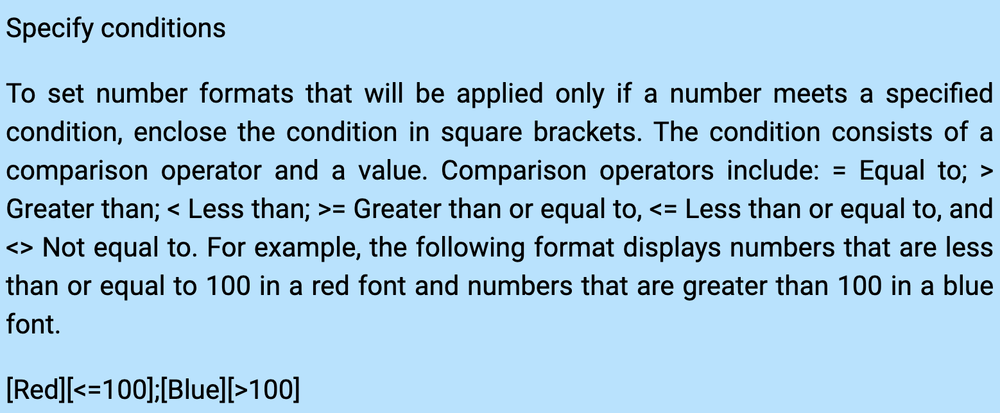 Specify conditions
To set number formats that will be applied only if a number meets a specified
condition, enclose the condition in square brackets. The condition consists of a
comparison operator and a value. Comparison operators include: = Equal to; >
Greater than; < Less than; >= Greater than or equal to, <= Less than or equal to, and
<> Not equal to. For example, the following format displays numbers that are less
than or equal to 100 in a red font and numbers that are greater than 100 in a blue
font.
[Red][<=100];[Blue][>100]